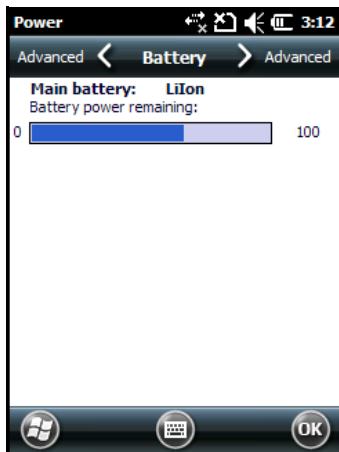 Power 3:12
Advanced Battery Advanced
Main battery: LiIon
Battery power remaining:
0 100
OK